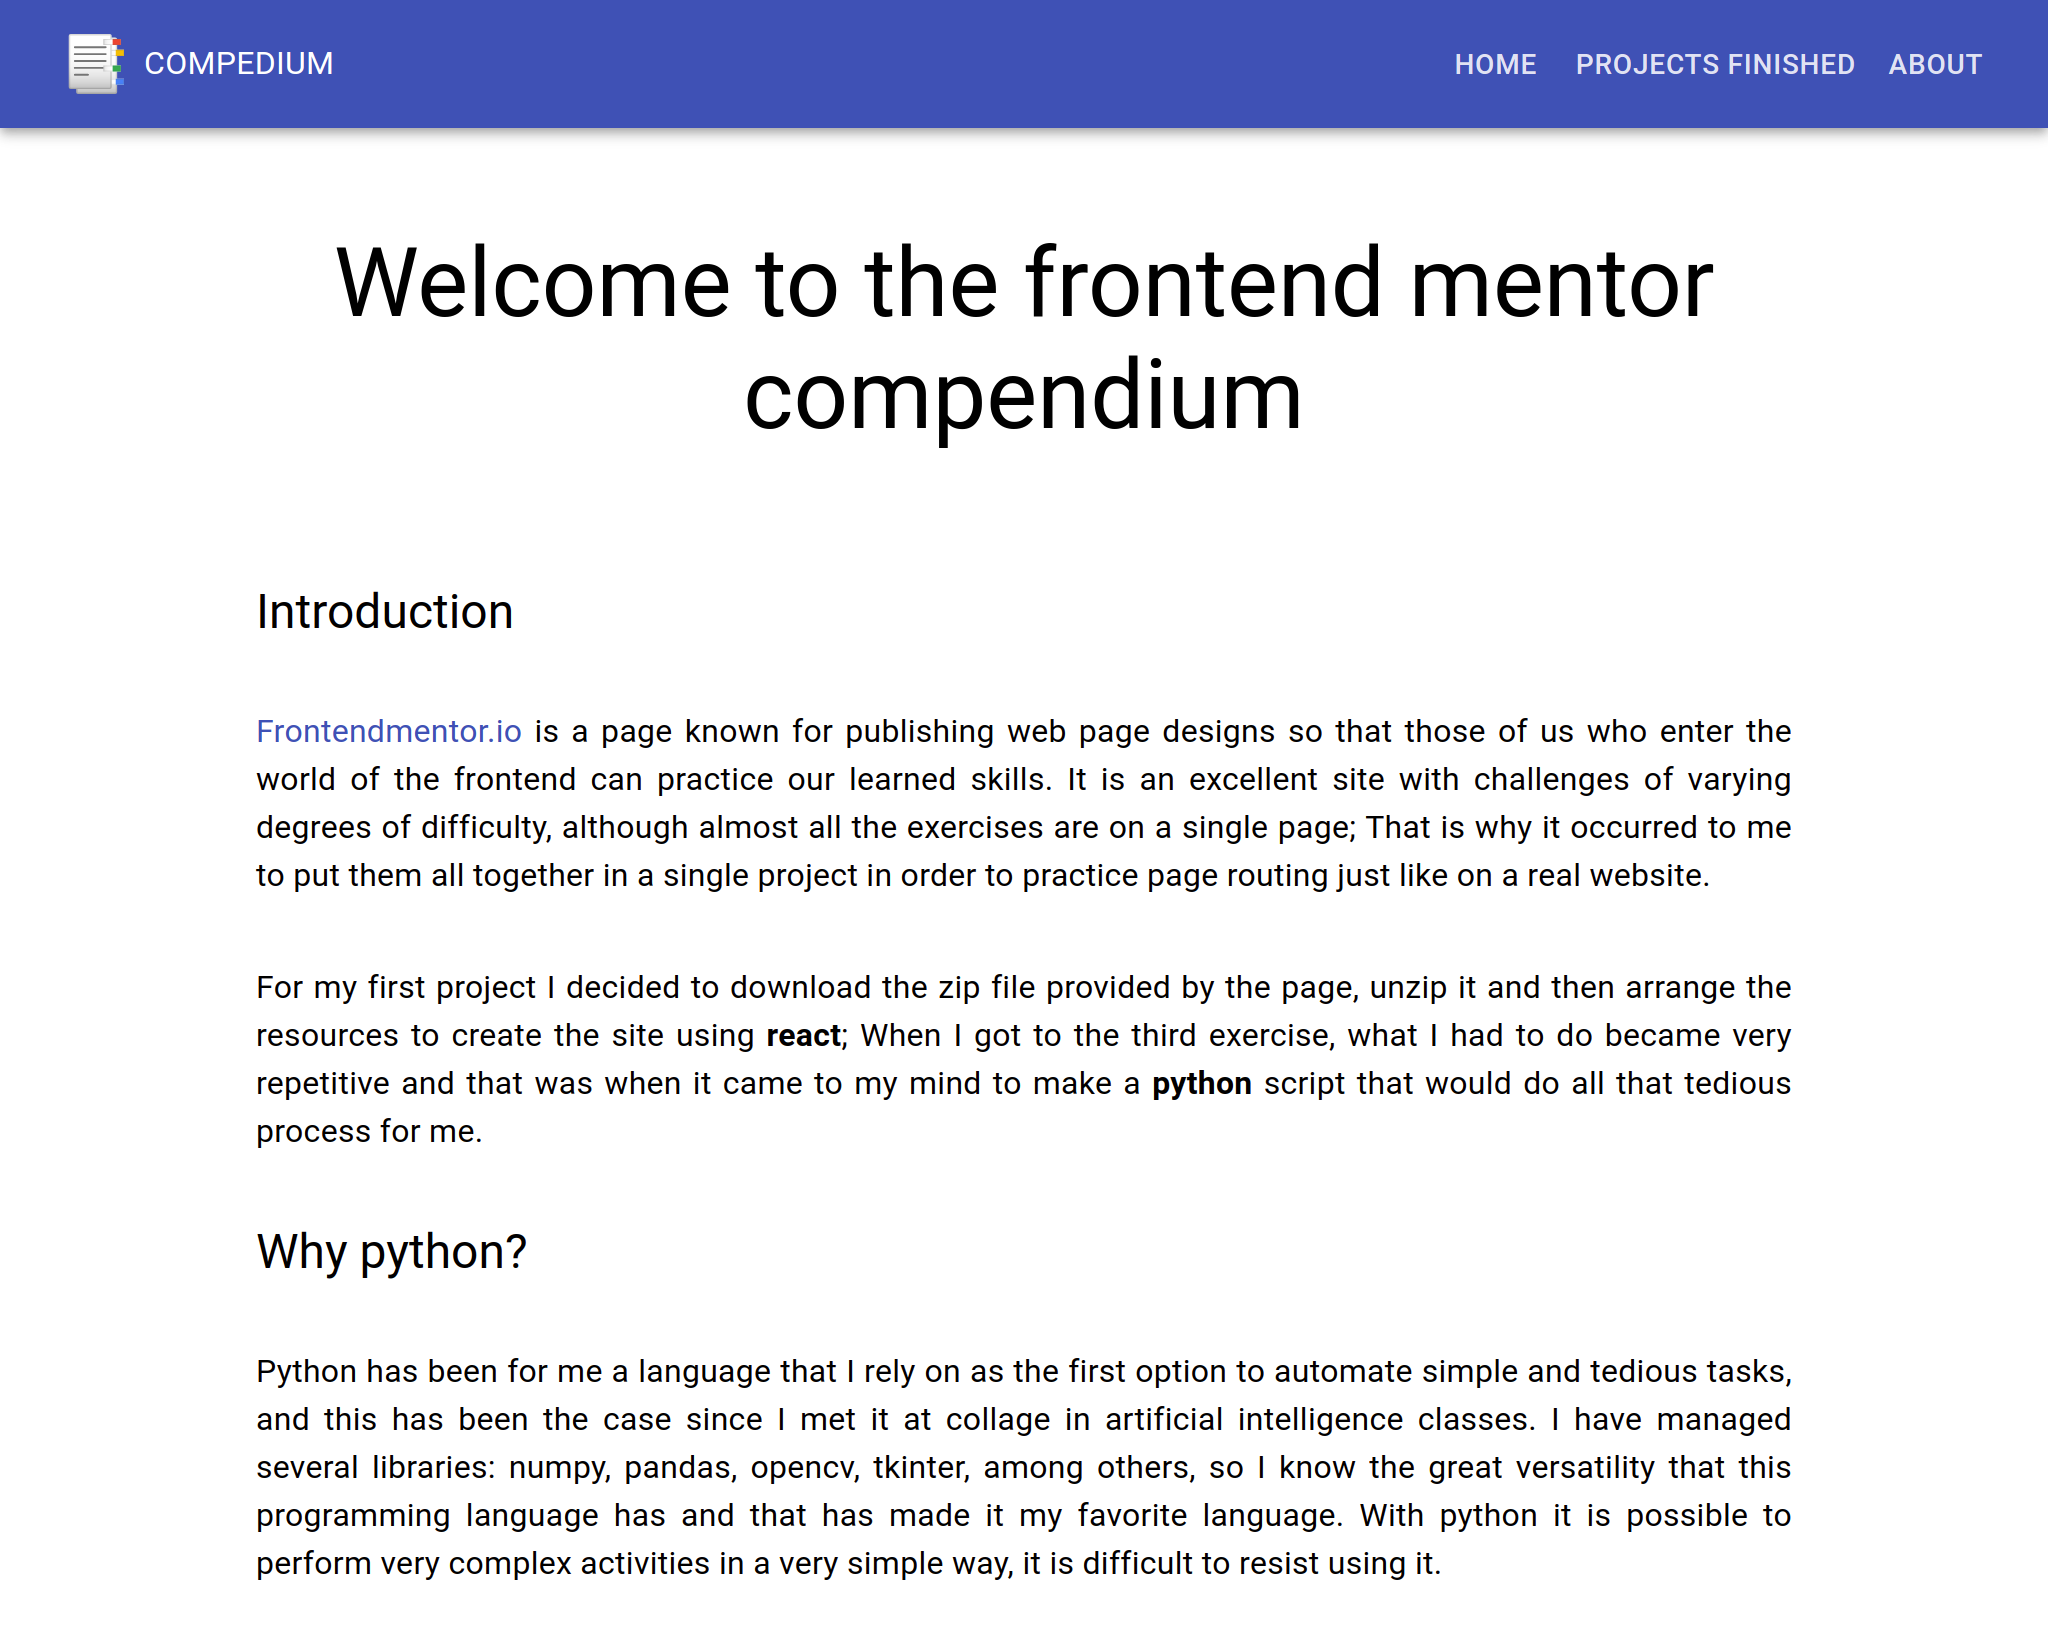 COMPEDIUM
HOME PROJECTS FINISHED ABOUT
Welcome to the frontend mentor
compendium
Introduction
Frontendmentor.io is a page known for publishing web page designs so that those of us who enter the
world of the frontend can practice our learned skills. It is an excellent site with challenges of varying
degrees of difficulty, although almost all the exercises are on a single page; That is why it occurred to me
to put them all together in a single project in order to practice page routing just like on a real website.
For my first project I decided to download the zip file provided by the page, unzip it and then arrange the
resources to create the site using react; When I got to the third exercise, what I had to do became very
repetitive and that was when it came to my mind to make a python script that would do all that tedious
process for me.
Why python?
Python has been for me a language that I rely on as the first option to automate simple and tedious tasks,
and this has been the case since I met it at collage in artificial intelligence classes. I have managed
several libraries: numpy, pandas, opencv, tkinter, among others, so I know the great versatility that this
programming language has and that has made it my favorite language. With python it is possible to
perform very complex activities in a very simple way, it is difficult to resist using it.